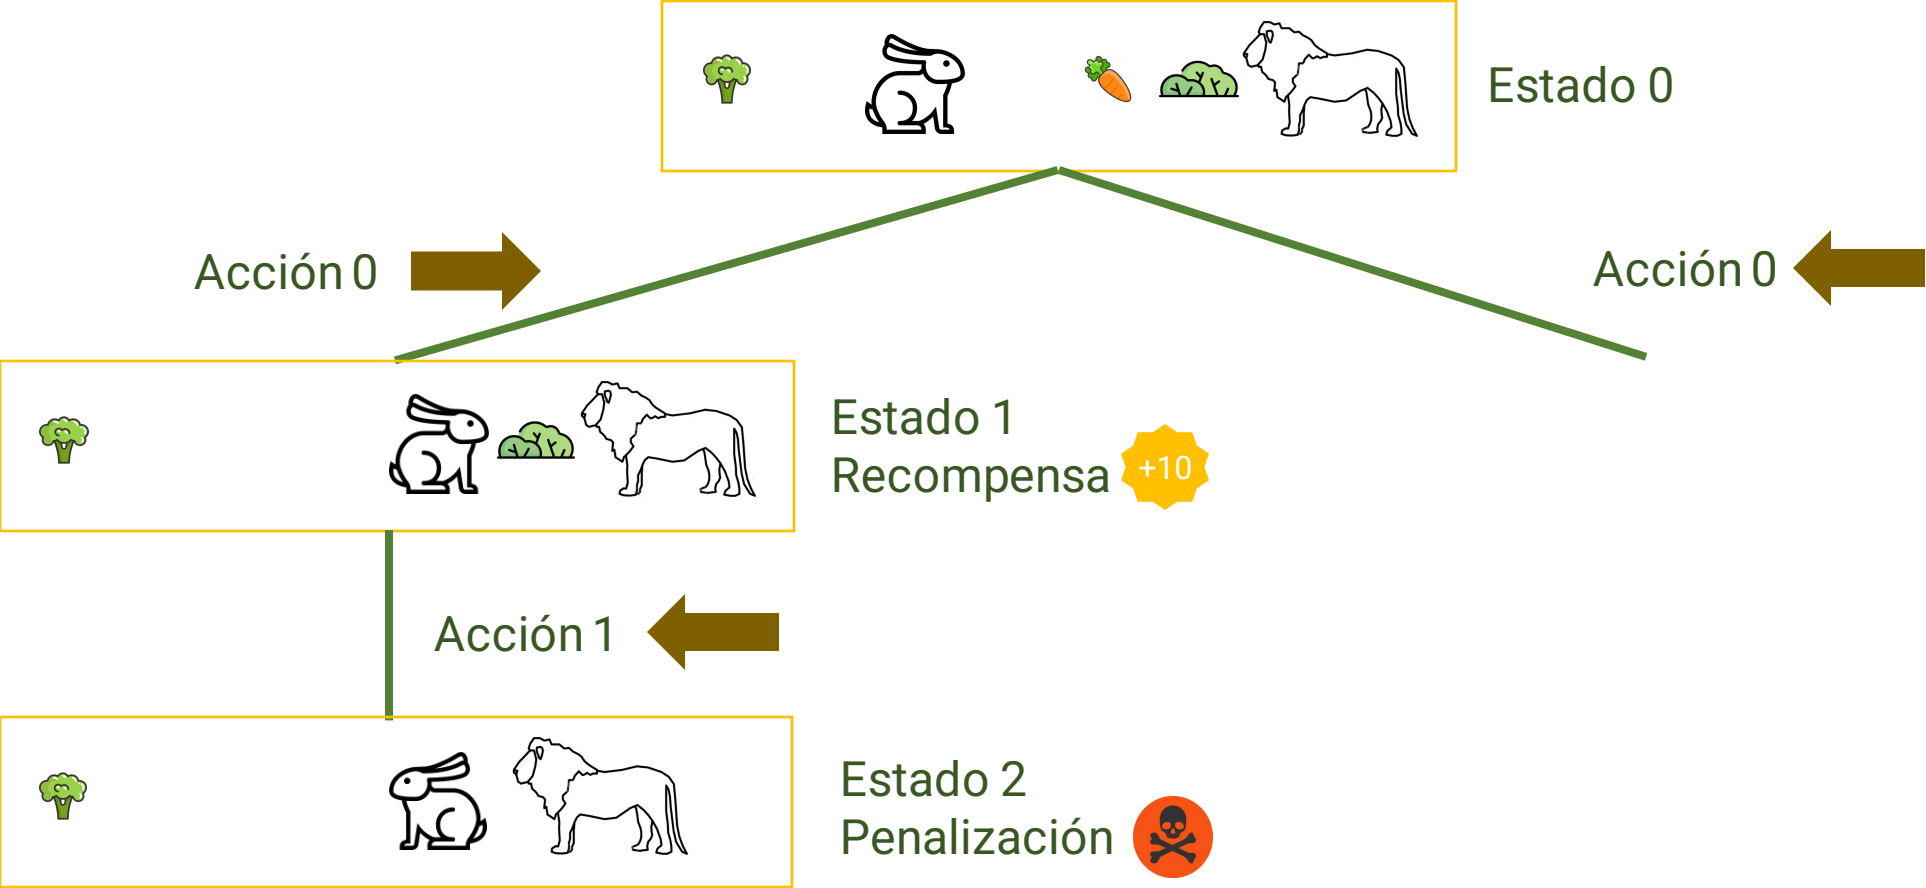 Estado 0
Acción 0
Acción 0
Estado 1
Recompensa +10
Acción 1
Estado 2
Penalización